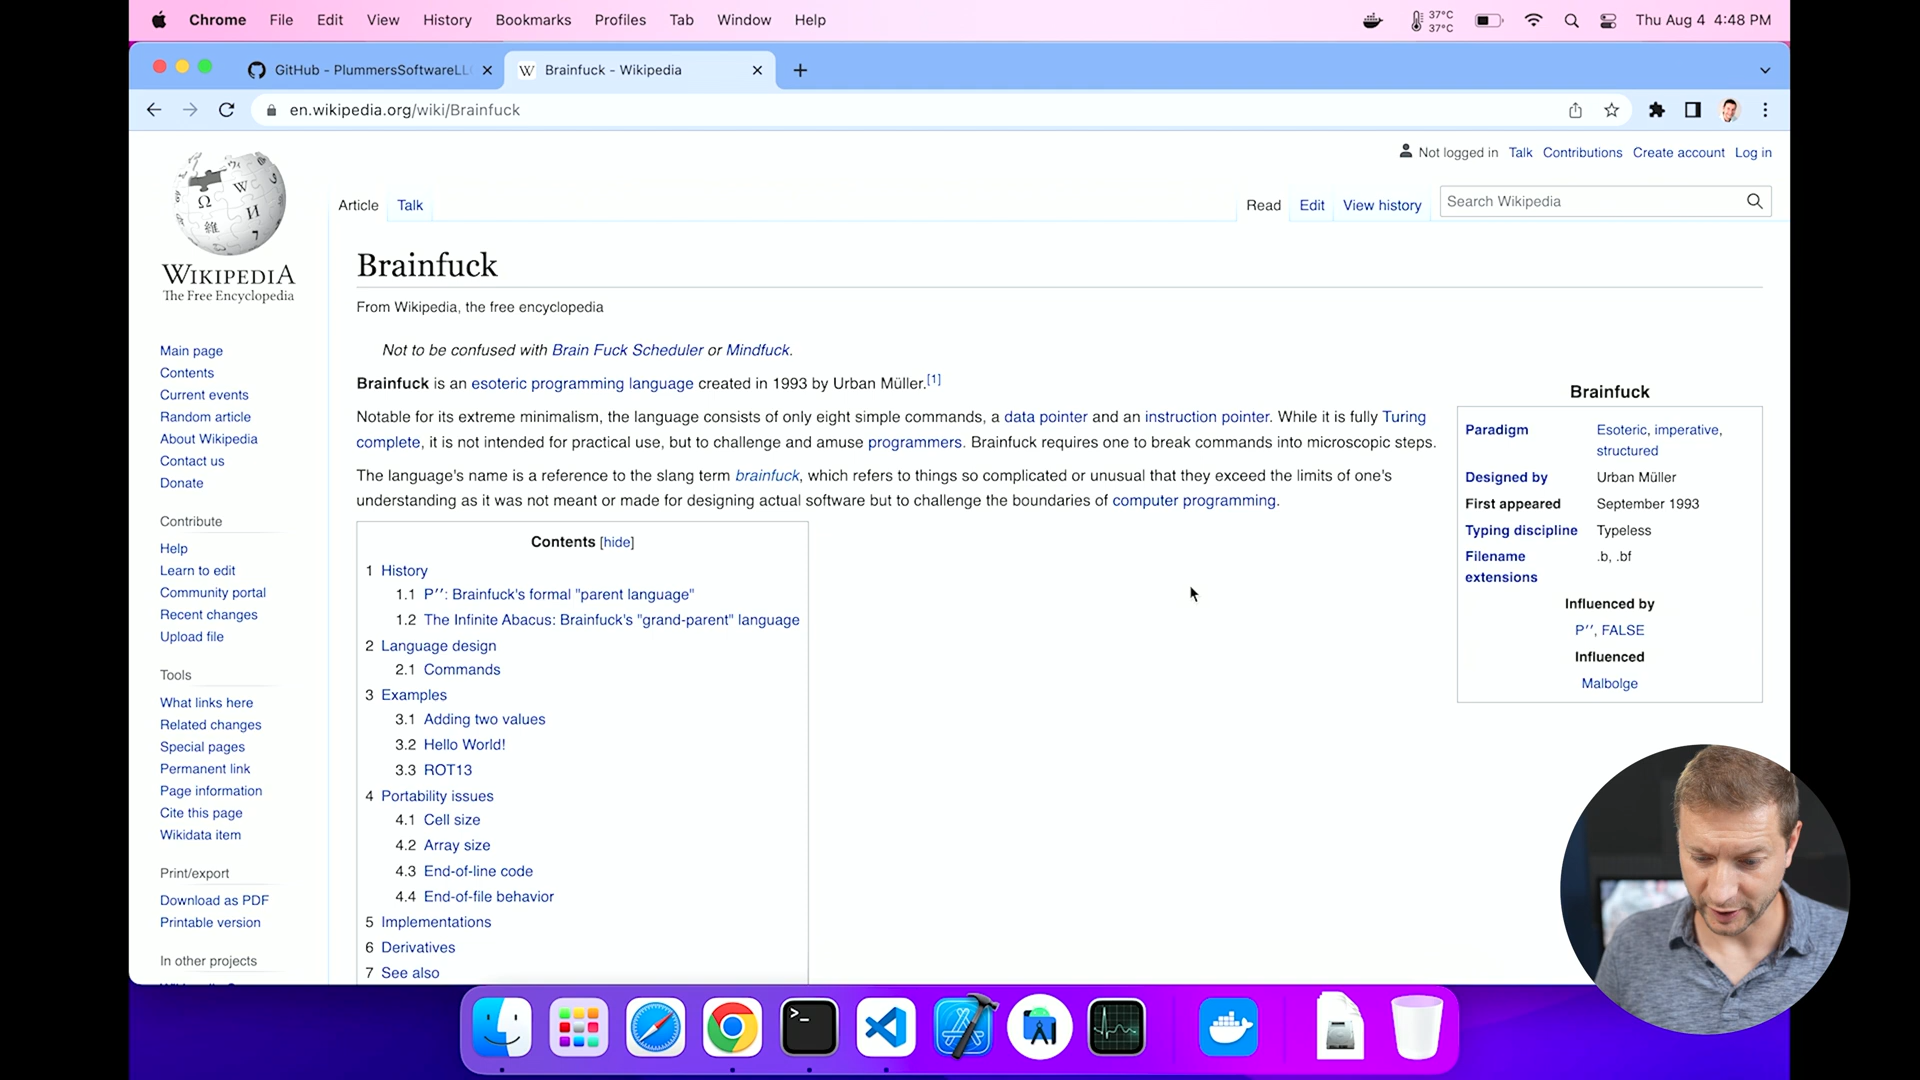 Chrome File Edit View History Bookmarks Profiles Tab Window Help
37°C
37°C
Thu Aug 4 4:48 PM
GitHub - PlummersSoftwareLL
W Brainfuck - Wikipedia
en.wikipedia.org/wiki/Brainfuck
Not logged in Talk Contributions Create account Log in
Article Talk
Read Edit View history Search Wikipedia
WIKIPEDIA
The Free Encyclopedia
Main page
Contents
Current events
Random article
About Wikipedia
Contact us
Donate
Contribute
Help
Learn to edit
Community portal
Recent changes
Upload file
Tools
What links here
Related changes
Special pages
Permanent link
Page information
Cite this page
Wikidata item
Print/export
Download as PDF
Printable version
In other projects
Brainfuck
From Wikipedia, the free encyclopedia
Not to be confused with Brain Fuck Scheduler or Mindfuck.
Brainfuck is an esoteric programming language created in 1993 by Urban Müller.[1]
Notable for its extreme minimalism, the language consists of only eight simple commands, a data pointer and an instruction pointer. While it is fully Turing
complete, it is not intended for practical use, but to challenge and amuse programmers. Brainfuck requires one to break commands into microscopic steps.
The language's name is a reference to the slang term brainfuck, which refers to things so complicated or unusual that they exceed the limits of one's
understanding as it was not meant or made for designing actual software but to challenge the boundaries of computer programming.
Contents [hide]
1 History
1.1 P′′: Brainfuck's formal "parent language"
1.2 The Infinite Abacus: Brainfuck's "grand-parent" language
2 Language design
2.1 Commands
3 Examples
3.1 Adding two values
3.2 Hello World!
3.3 ROT13
4 Portability issues
4.1 Cell size
4.2 Array size
4.3 End-of-line code
4.4 End-of-file behavior
5 Implementations
6 Derivatives
7 See also
Brainfuck
Paradigm Esoteric, imperative,
structured
Designed by Urban Müller
First appeared September 1993
Typing discipline Typeless
Filename .b, .bf
extensions
Influenced by
P′′, FALSE
Influenced
Malbolge